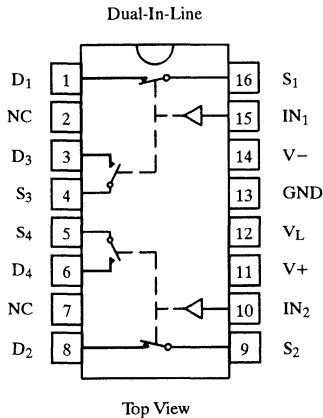 Dual-In-Line
D1 1 16 S1
NC 2 15 IN1
D3 3 14 V−
S3 4 13 GND
S4 5 12 VL
D4 6 11 V+
NC 7 10 IN2
D2 8 9 S2
Top View